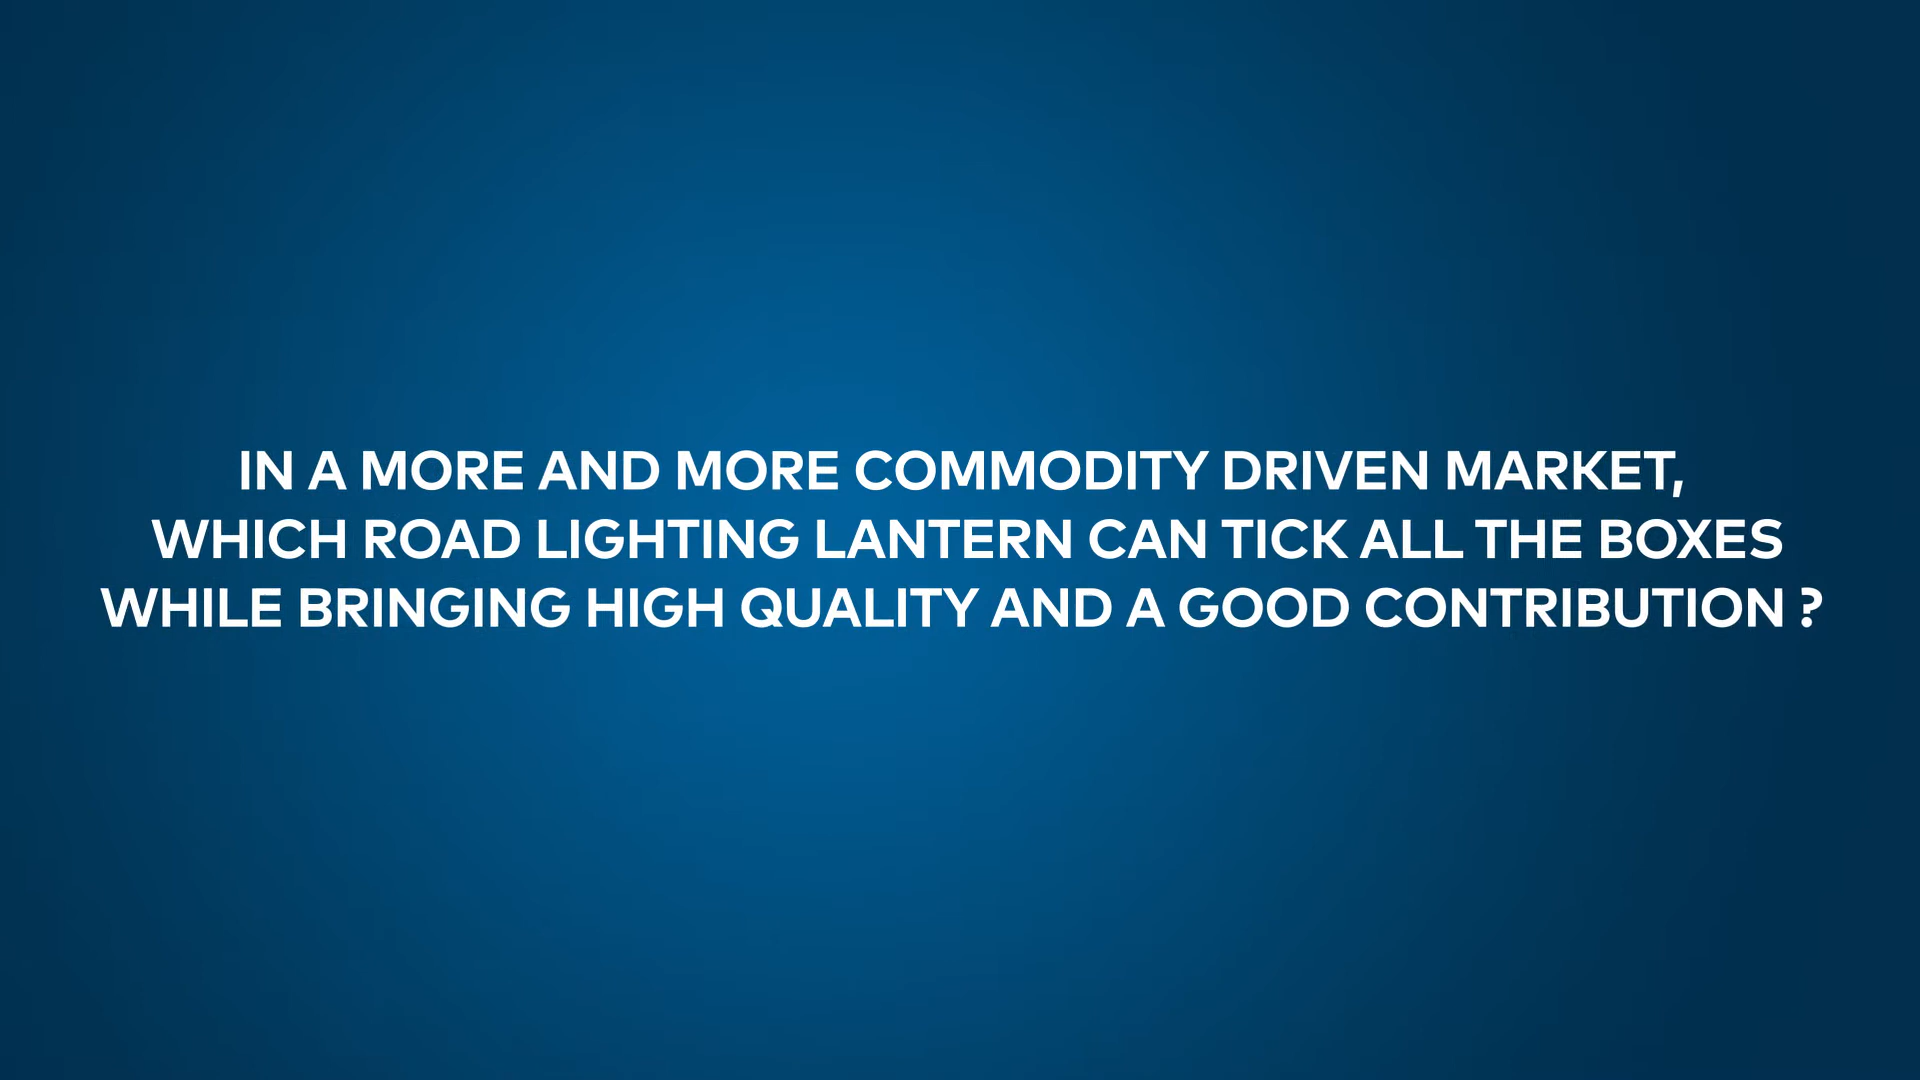 IN A MORE AND MORE COMMODITY DRIVEN MARKET,
WHICH ROAD LIGHTING LANTERN CAN TICK ALL THE BOXES
WHILE BRINGING HIGH QUALITY AND A GOOD CONTRIBUTION ?